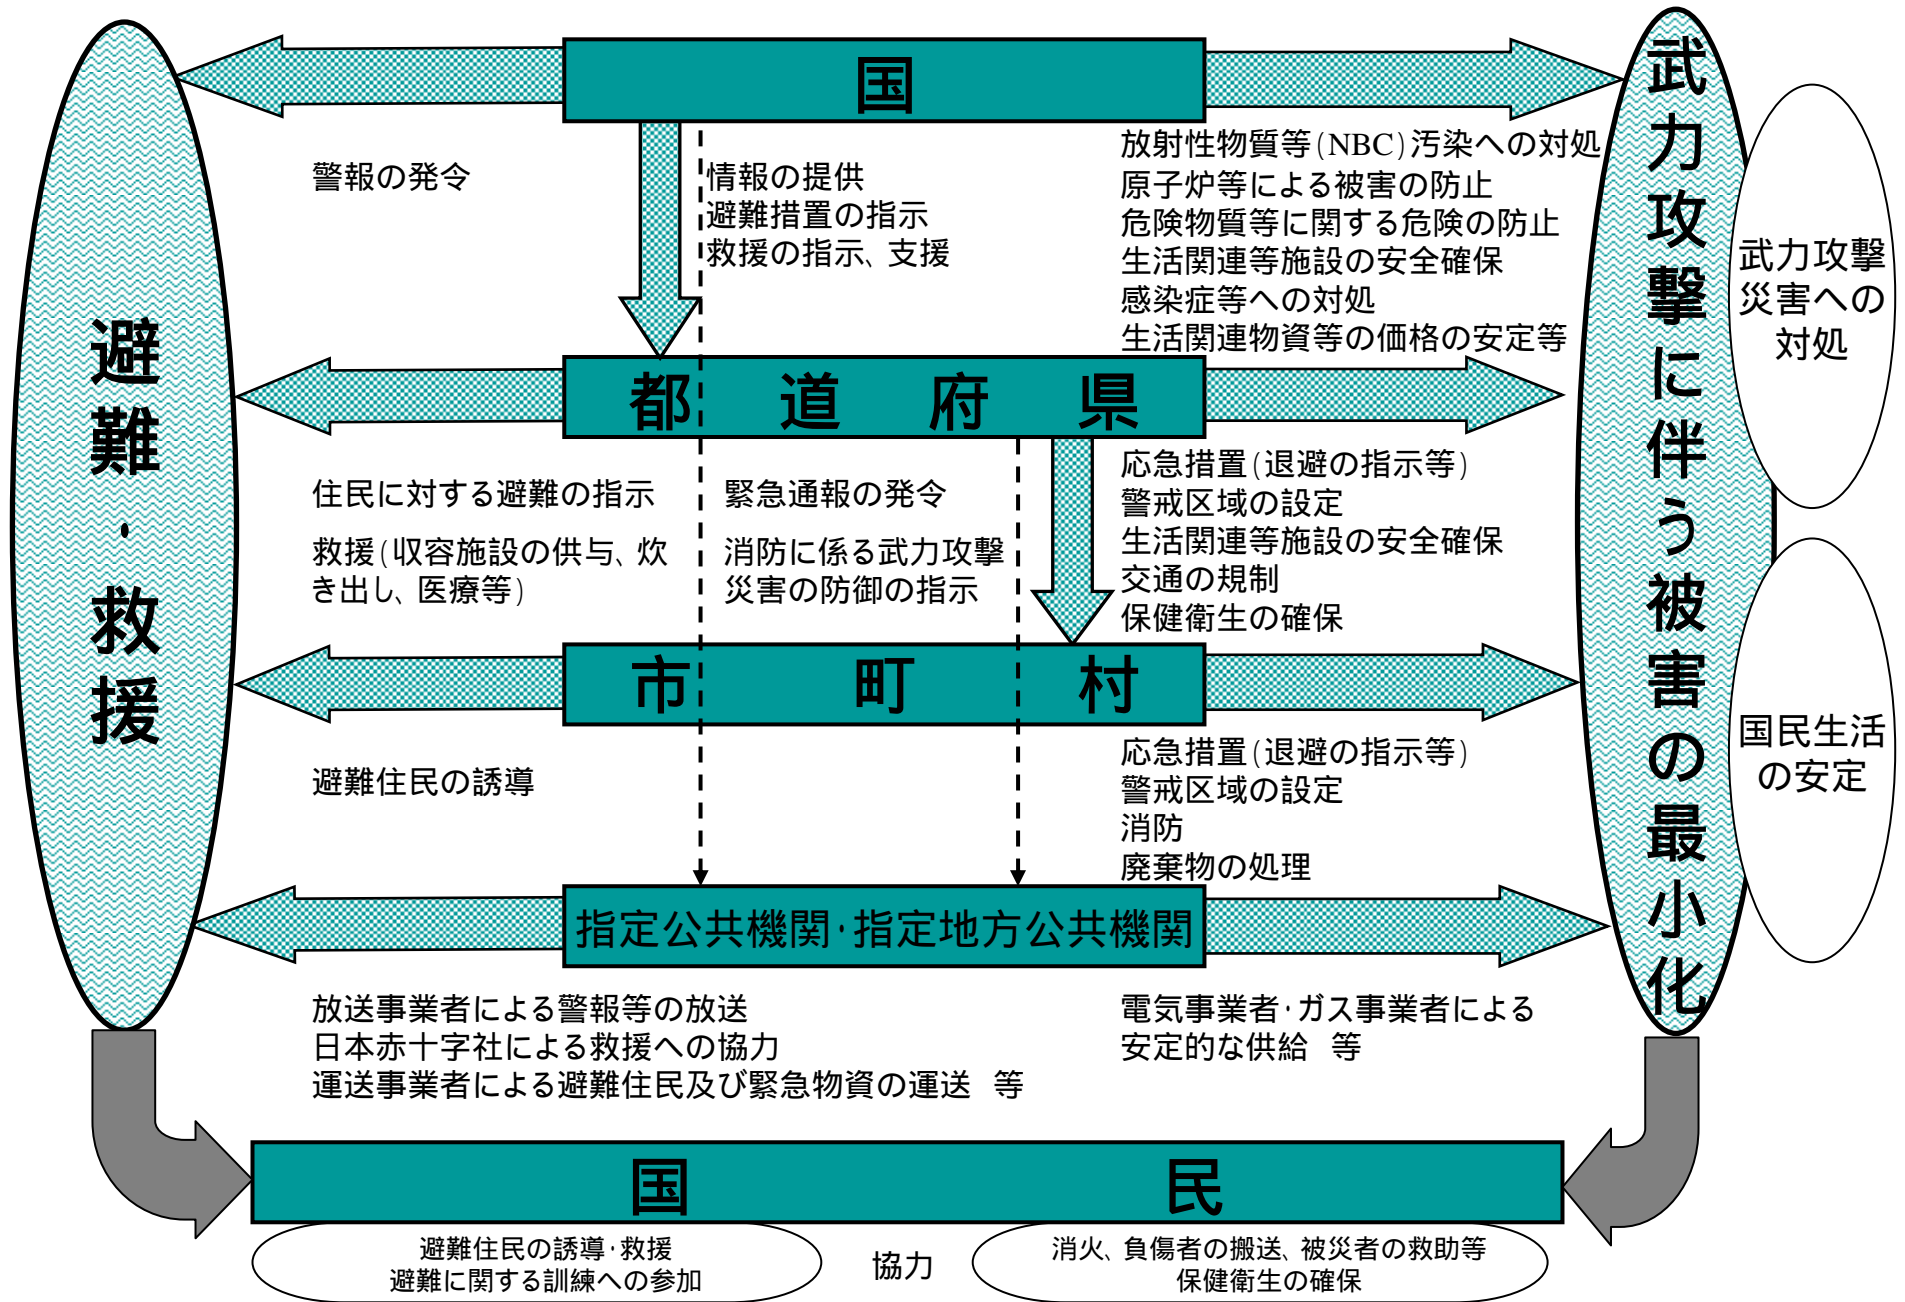 国
警報の発令
情報の提供
避難措置の指示
救援の指示、支援
放射性物質等(NBC)汚染への対処
原子炉等による被害の防止
危険物質等に関する危険の防止
生活関連等施設の安全確保
感染症等への対処
生活関連物資等の価格の安定等
都道府県
住民に対する避難の指示
救援(収容施設の供与、炊
き出し、医療等)
緊急通報の発令
消防に係る武力攻撃
災害の防御の指示
応急措置(退避の指示等)
警戒区域の設定
生活関連等施設の安全確保
交通の規制
保健衛生の確保
市町村
避難住民の誘導
応急措置(退避の指示等)
警戒区域の設定
消防
廃棄物の処理
指定公共機関・指定地方公共機関
放送事業者による警報等の放送
日本赤十字社による救援への協力
運送事業者による避難住民及び緊急物資の運送 等
電気事業者・ガス事業者による
安定的な供給 等
避難・救援
武力攻撃に伴う被害の最小化
武力攻撃
災害への
対処
国民生活
の安定
国民
避難住民の誘導・救援
避難に関する訓練への参加
協力
消火、負傷者の搬送、被災者の救助等
保健衛生の確保